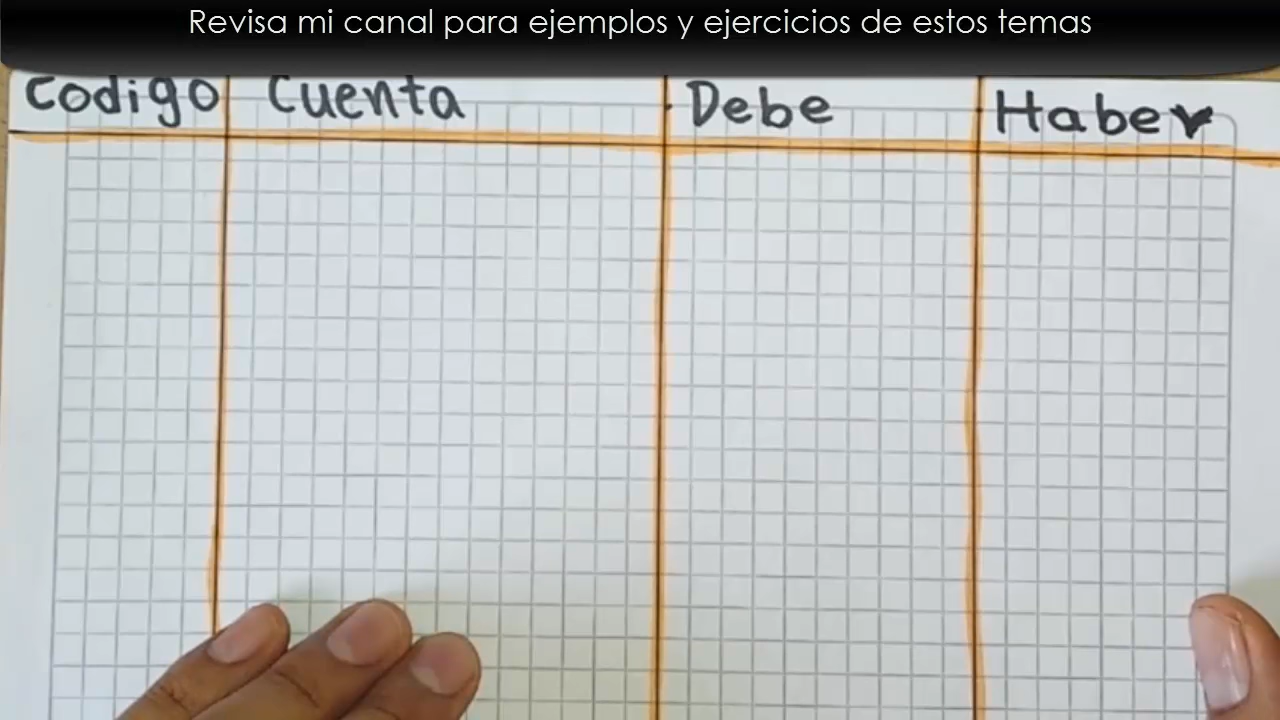 Revisa mi canal para ejemplos y ejercicios de estos temas
Codigo Cuenta Debe Haber